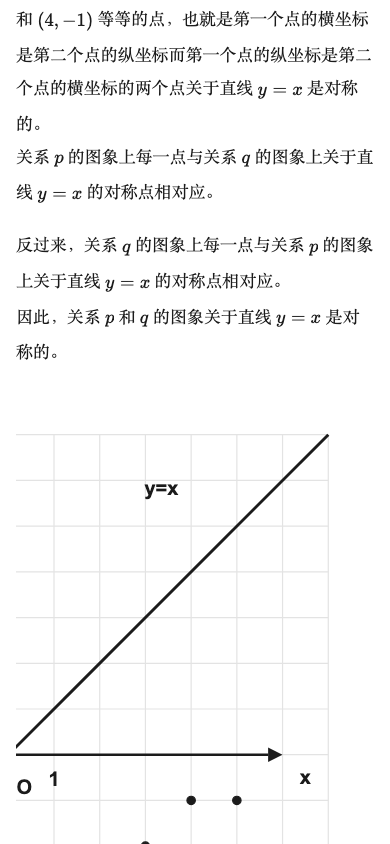 和 (4, −1) 等等的点，也就是第一个点的横坐标
是第二个点的纵坐标而第一个点的纵坐标是第二
个点的横坐标的两个点关于直线 y = x 是对称
的。
关系 p 的图象上每一点与关系 q 的图象上关于直
线 y = x 的对称点相对应。
反过来，关系 q 的图象上每一点与关系 p 的图象
上关于直线 y = x 的对称点相对应。
因此，关系 p 和 q 的图象关于直线 y = x 是对
称的。
y=x
O 1 x